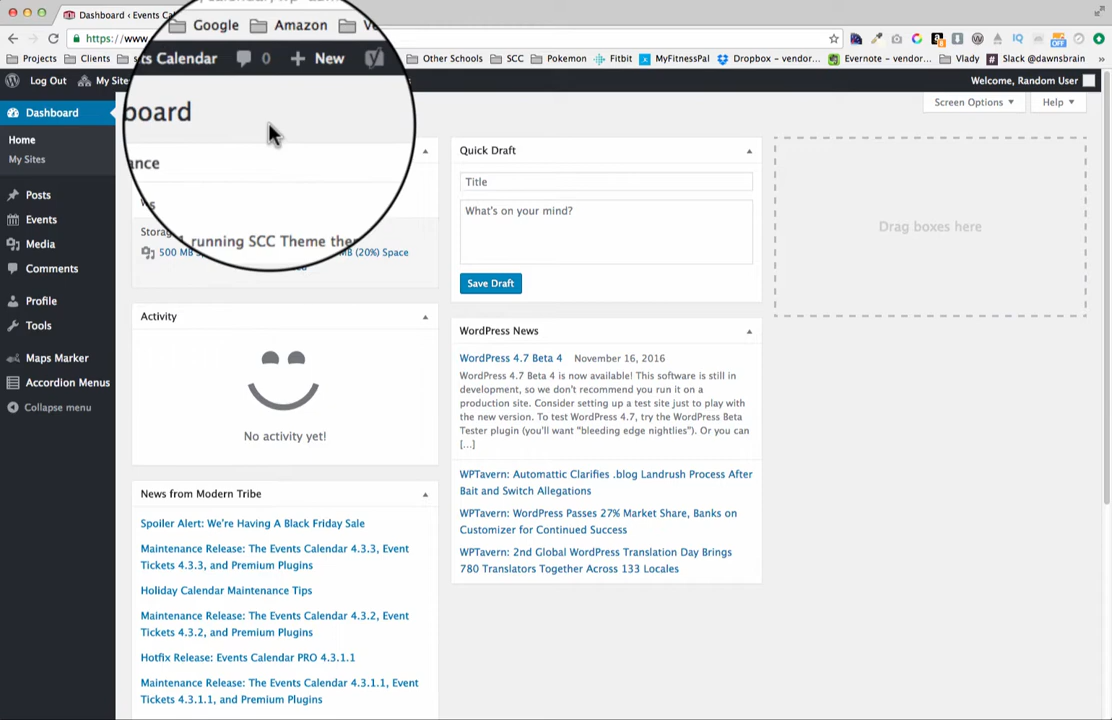 Dashboard ‹ Events Ca
Calendar/wp-adm
Google Amazon
https://www.
Projects Clients
Other Schools SCC Pokemon Fitbit MyFitnessPal Dropbox – vendor... Evernote – vendor... Vlady Slack @dawnsbrain
ts Calendar 0 New
Log Out My Sit
Welcome, Random User
Dashboard
board
Screen Options Help
Home
My Sites
Posts
Events
Media
Comments
Profile
Tools
Maps Marker
Accordion Menus
Collapse menu
nce
Storag
running SCC Theme the
500 MB
MB (20%) Space
Activity
No activity yet!
News from Modern Tribe
Spoiler Alert: We're Having A Black Friday Sale
Maintenance Release: The Events Calendar 4.3.3, Event
Tickets 4.3.3, and Premium Plugins
Holiday Calendar Maintenance Tips
Maintenance Release: The Events Calendar 4.3.2, Event
Tickets 4.3.2, and Premium Plugins
Hotfix Release: Events Calendar PRO 4.3.1.1
Maintenance Release: The Events Calendar 4.3.1.1, Event
Tickets 4.3.1.1, and Premium Plugins
Quick Draft
Title
What's on your mind?
Save Draft
WordPress News
WordPress 4.7 Beta 4 November 16, 2016
WordPress 4.7 Beta 4 is now available! This software is still in
development, so we don't recommend you run it on a
production site. Consider setting up a test site just to play with
the new version. To test WordPress 4.7, try the WordPress Beta
Tester plugin (you'll want "bleeding edge nightlies"). Or you can
[...]
WPTavern: Automattic Clarifies .blog Landrush Process After
Bait and Switch Allegations
WPTavern: WordPress Passes 27% Market Share, Banks on
Customizer for Continued Success
WPTavern: 2nd Global WordPress Translation Day Brings
780 Translators Together Across 133 Locales
Drag boxes here